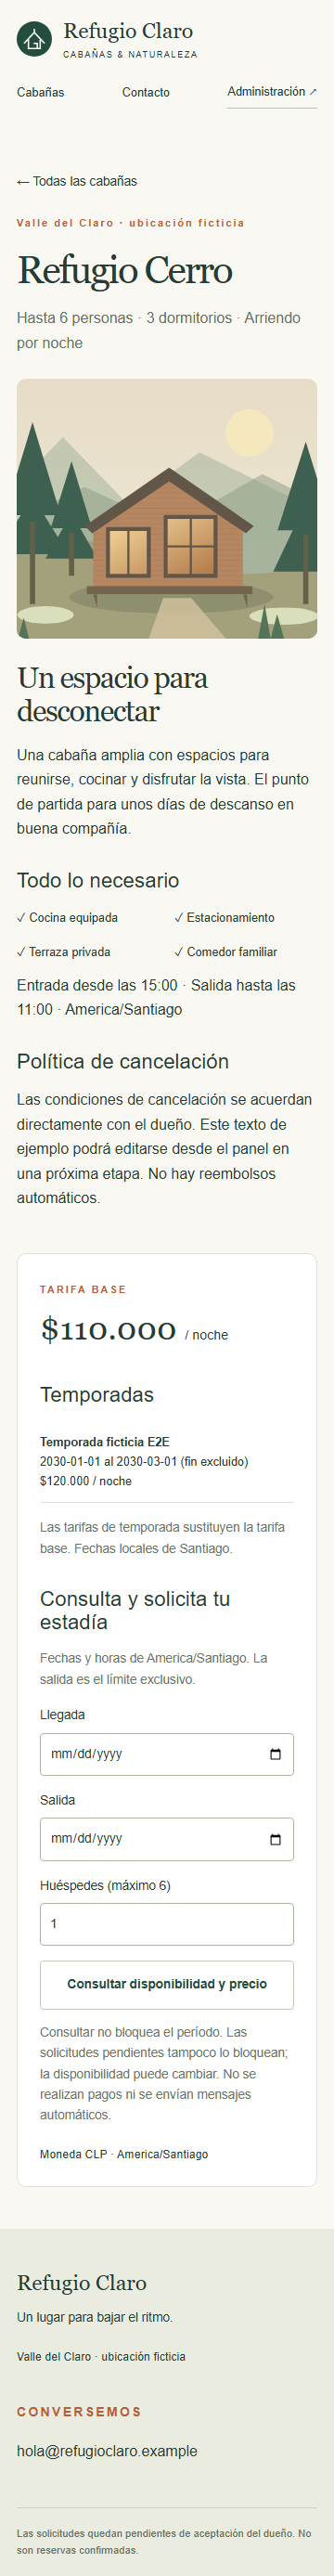 Refugio Claro
CABAÑAS & NATURALEZA
Cabañas
Contacto
Administración ↗
← Todas las cabañas
Valle del Claro · ubicación ficticia
Refugio Cerro
Hasta 6 personas · 3 dormitorios · Arriendo
por noche
Un espacio para
desconectar
Una cabaña amplia con espacios para
reunirse, cocinar y disfrutar la vista. El punto
de partida para unos días de descanso en
buena compañía.
Todo lo necesario
✓ Cocina equipada
✓ Estacionamiento
✓ Terraza privada
✓ Comedor familiar
Entrada desde las 15:00 · Salida hasta las
11:00 · America/Santiago
Política de cancelación
Las condiciones de cancelación se acuerdan
directamente con el dueño. Este texto de
ejemplo podrá editarse desde el panel en
una próxima etapa. No hay reembolsos
automáticos.
TARIFA BASE
$110.000 / noche
Temporadas
Temporada ficticia E2E
2030-01-01 al 2030-03-01 (fin excluido)
$120.000 / noche
Las tarifas de temporada sustituyen la tarifa
base. Fechas locales de Santiago.
Consulta y solicita tu
estadía
Fechas y horas de America/Santiago. La
salida es el límite exclusivo.
Llegada
mm/dd/yyyy
Salida
mm/dd/yyyy
Huéspedes (máximo 6)
1
Consultar disponibilidad y precio
Consultar no bloquea el período. Las
solicitudes pendientes tampoco lo bloquean;
la disponibilidad puede cambiar. No se
realizan pagos ni se envían mensajes
automáticos.
Moneda CLP · America/Santiago
Refugio Claro
Un lugar para bajar el ritmo.
Valle del Claro · ubicación ficticia
CONVERSEMOS
hola@refugioclaro.example
Las solicitudes quedan pendientes de aceptación del dueño. No
son reservas confirmadas.